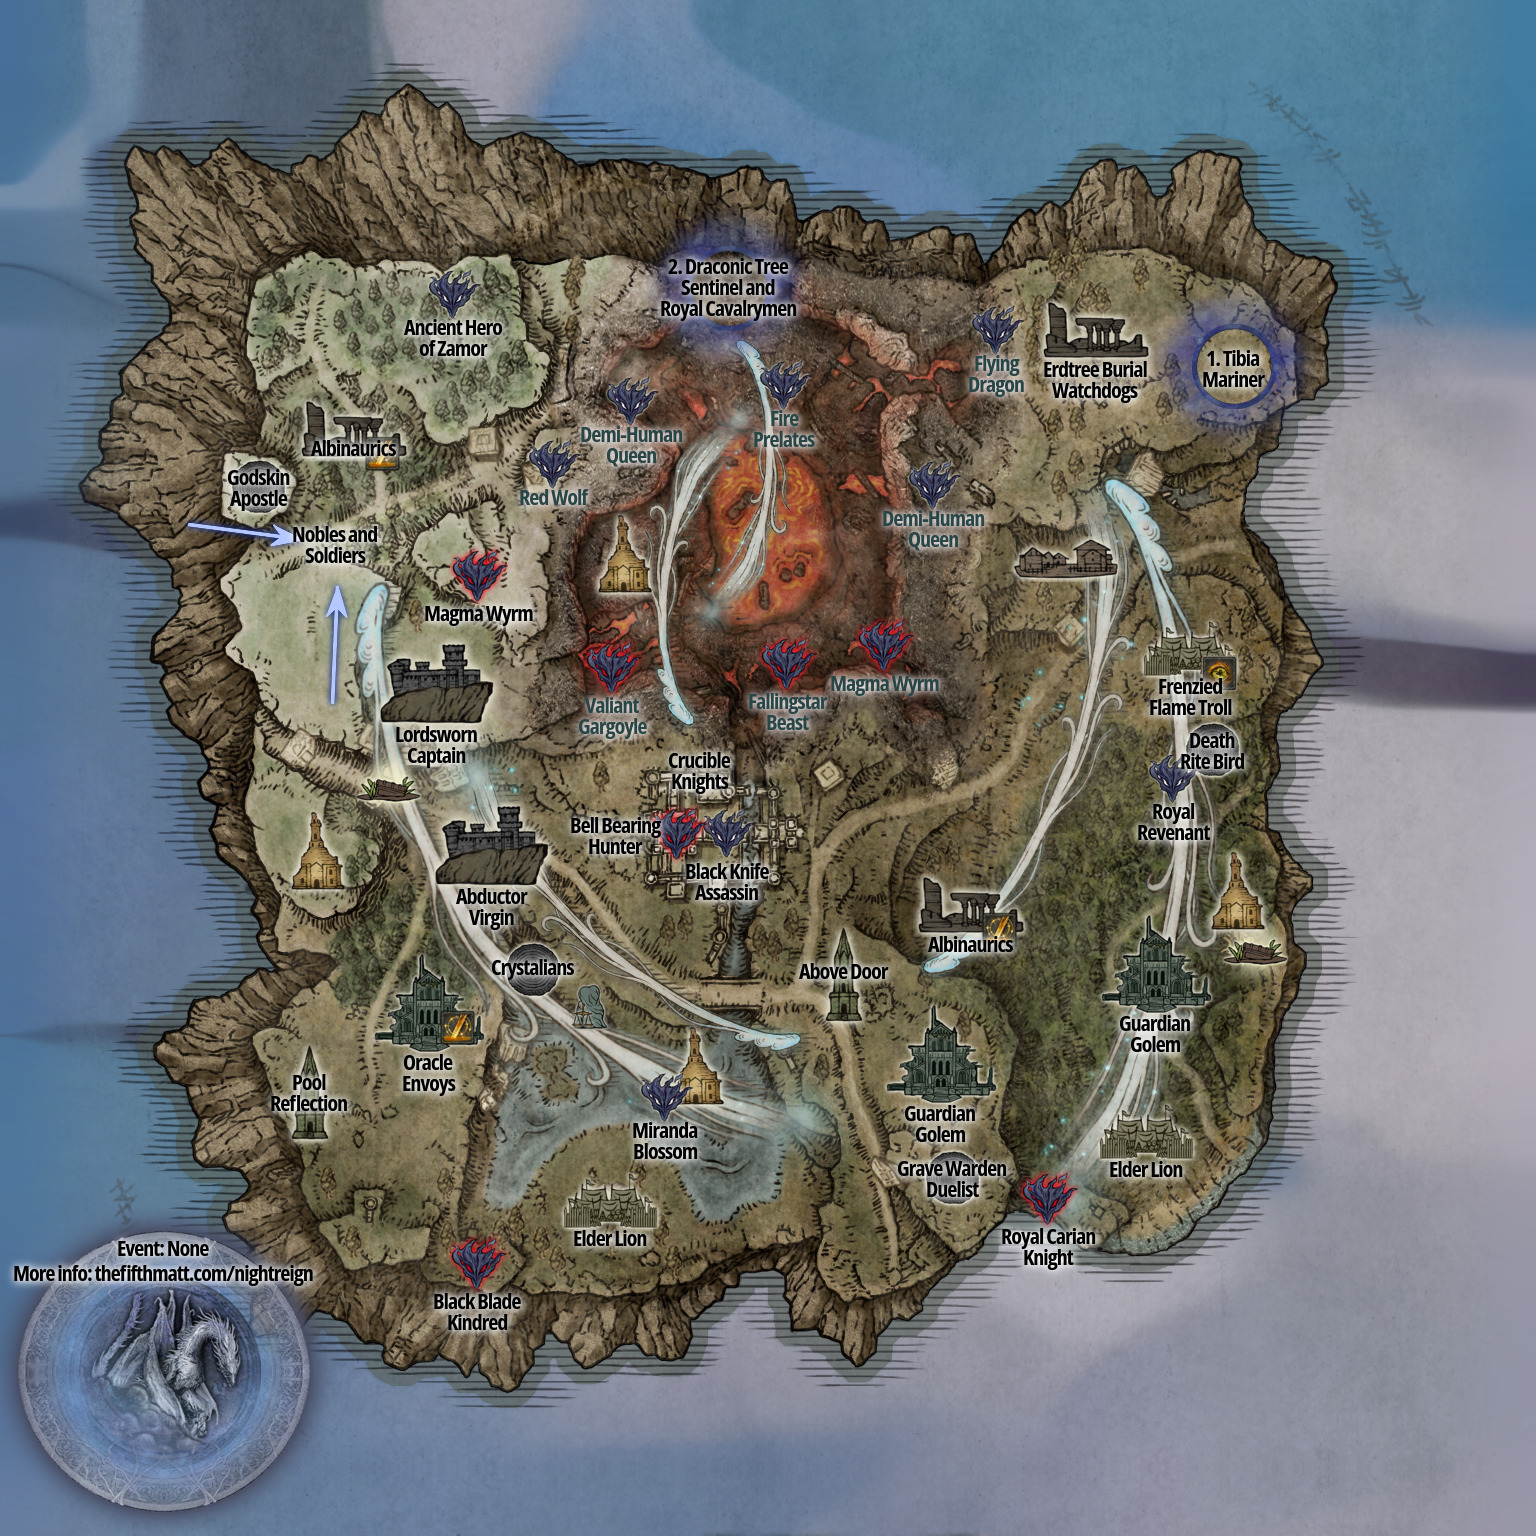 2. Draconic Tree
Sentinel and
Royal Cavalrymen
Ancient Hero
of Zamor
Flying
Dragon
Erdtree Burial
Watchdogs
1. Tibia
Mariner
Fire
Prelates
Demi-Human
Queen
Albinaurics
Godskin
Apostle
Red Wolf
Demi-Human
Queen
Nobles and
Soldiers
Magma Wyrm
Lordsworn
Captain
Valiant
Gargoyle
Fallingstar
Beast
Magma Wyrm
Frenzied
Flame Troll
Death
Rite Bird
Crucible
Knights
Bell Bearing
Hunter
Black Knife
Assassin
Royal
Revenant
Abductor
Virgin
Crystalians
Above Door
Albinaurics
Oracle
Envoys
Pool
Reflection
Guardian
Golem
Miranda
Blossom
Guardian
Golem
Grave Warden
Duelist
Elder Lion
Elder Lion
Royal Carian
Knight
Black Blade
Kindred
Event: None
More info: thefifthmatt.com/nightreign